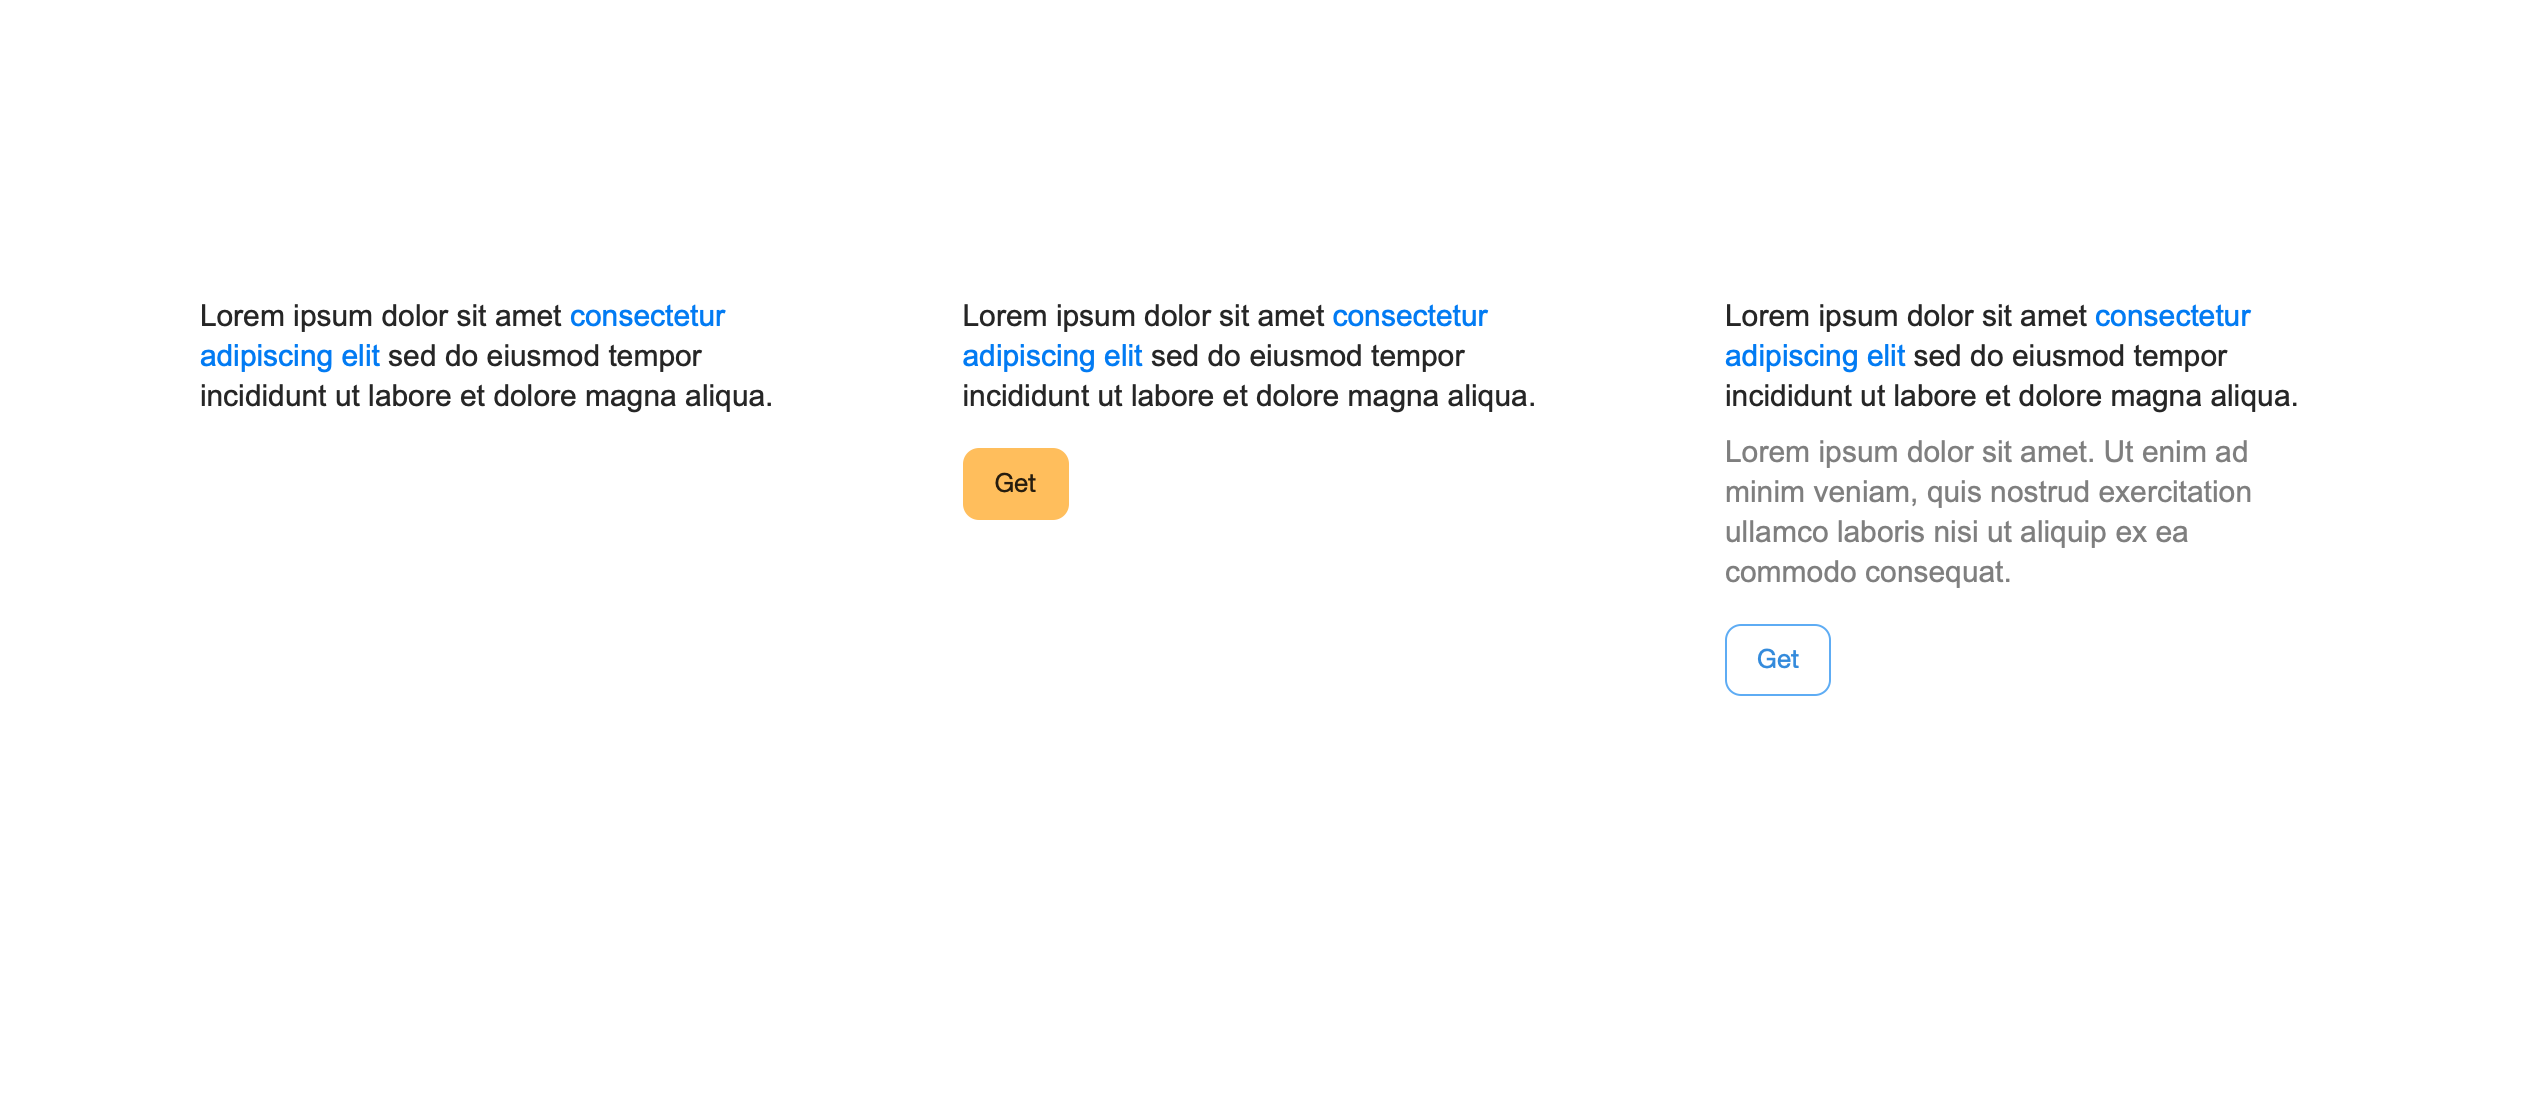 Lorem ipsum dolor sit amet consectetur
adipiscing elit sed do eiusmod tempor
incididunt ut labore et dolore magna aliqua.
Lorem ipsum dolor sit amet consectetur
adipiscing elit sed do eiusmod tempor
incididunt ut labore et dolore magna aliqua.
Get
Lorem ipsum dolor sit amet consectetur
adipiscing elit sed do eiusmod tempor
incididunt ut labore et dolore magna aliqua.
Lorem ipsum dolor sit amet. Ut enim ad
minim veniam, quis nostrud exercitation
ullamco laboris nisi ut aliquip ex ea
commodo consequat.
Get